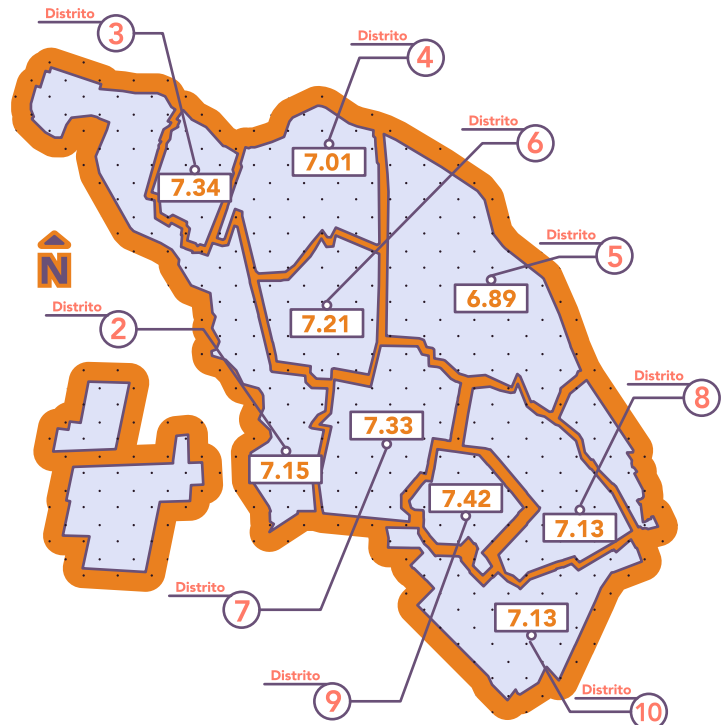 Distrito
3
Distrito
4
Distrito
6
7.01
7.34
Distrito
5
N
6.89
Distrito
2
7.21
Distrito
8
7.33
7.15
7.42
7.13
Distrito
7
7.13
Distrito
9
Distrito
10